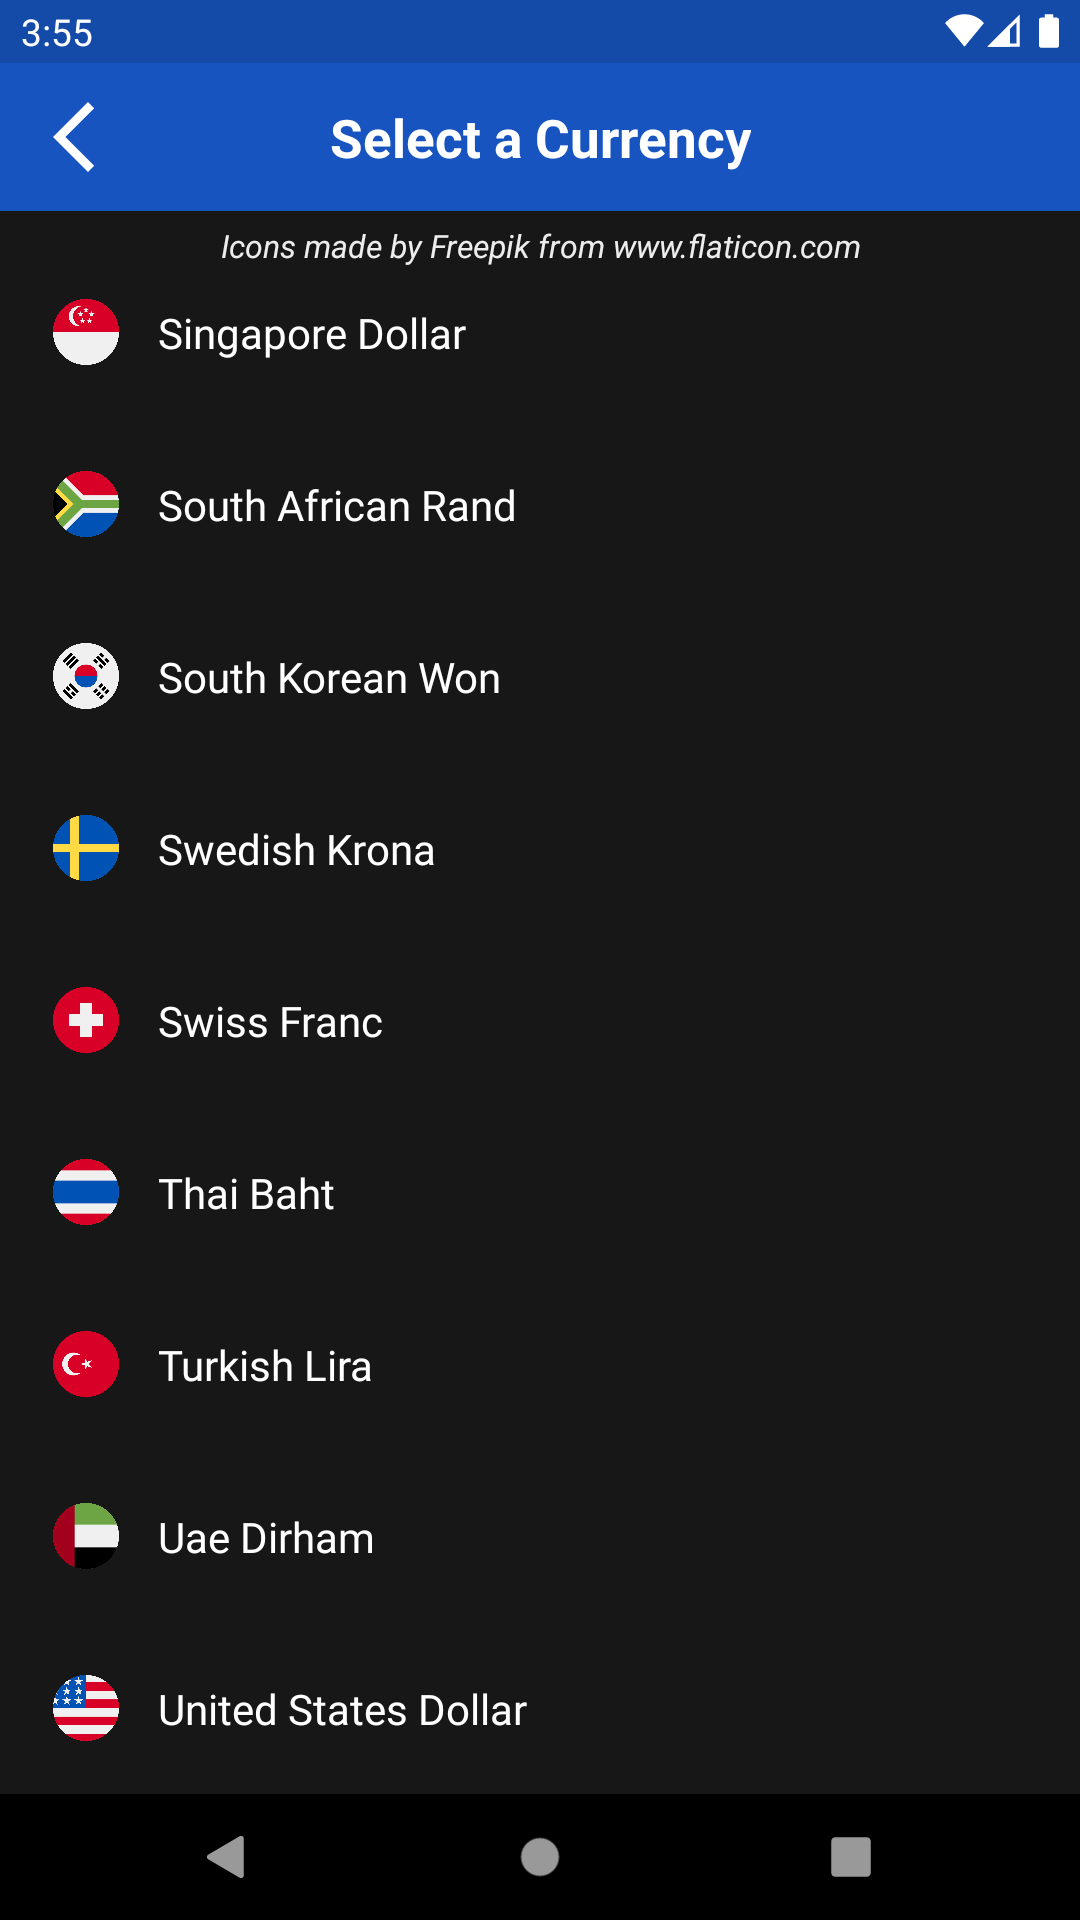 3:55
Select a Currency
Icons made by Freepik from www.flaticon.com
Singapore Dollar
South African Rand
South Korean Won
Swedish Krona
Swiss Franc
Thai Baht
Turkish Lira
Uae Dirham
United States Dollar